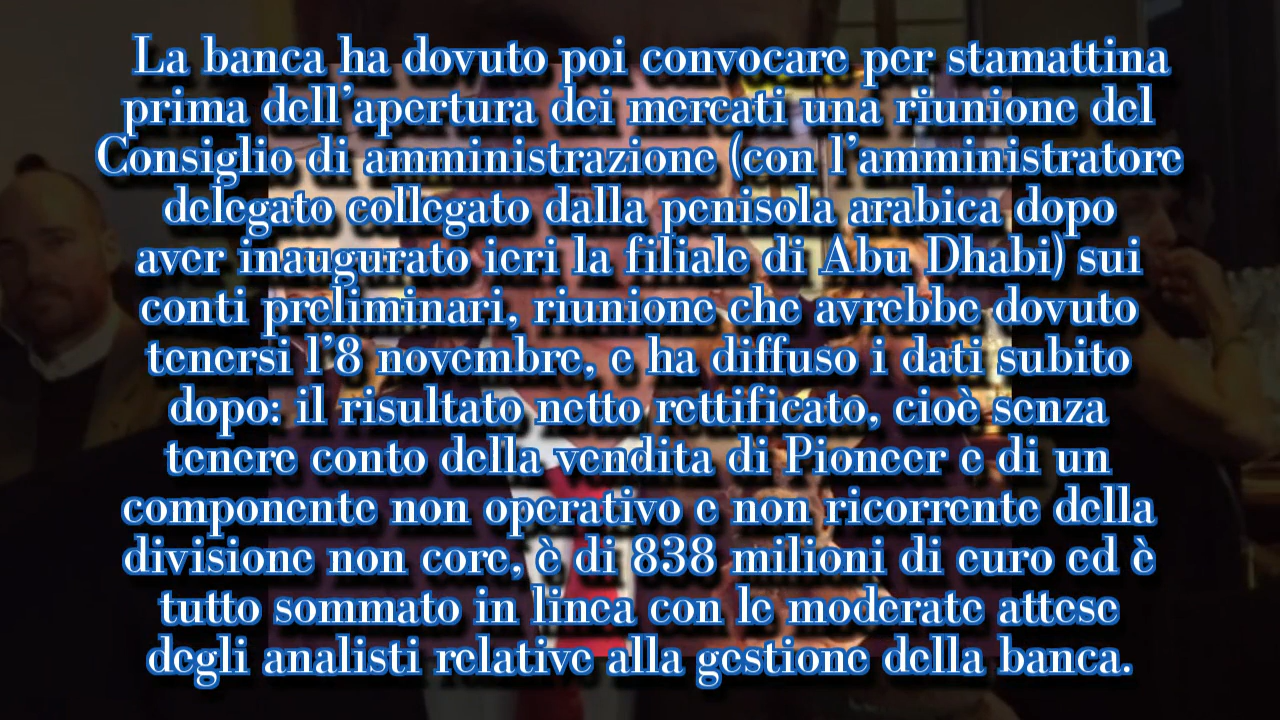 La banca ha dovuto poi convocare per stamattina
prima dell’apertura dei mercati una riunione del
Consiglio di amministrazione (con l’amministratore
delegato collegato dalla penisola arabica dopo
aver inaugurato ieri la filiale di Abu Dhabi) sui
conti preliminari, riunione che avrebbe dovuto
tenersi l’8 novembre, e ha diffuso i dati subito
dopo: il risultato netto rettificato, cioè senza
tenere conto della vendita di Pioneer e di un
componente non operativo e non ricorrente della
divisione non core, è di 838 milioni di euro ed è
tutto sommato in linea con le moderate attese
degli analisti relative alla gestione della banca.